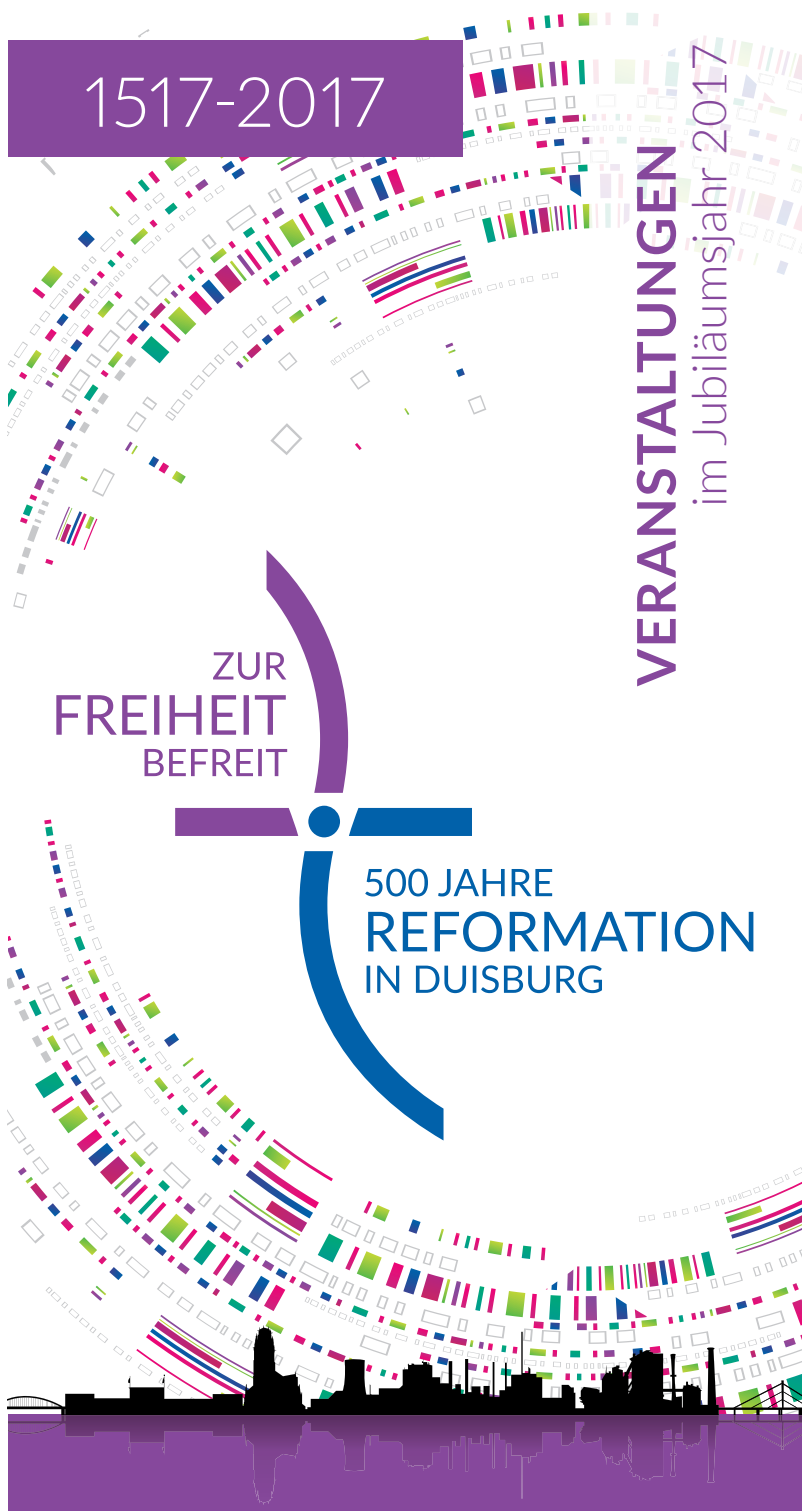 1517-2017
VERANSTALTUNGEN
im Jubiläumsjahr 2017
ZUR
FREIHEIT
BEFREIT
500 JAHRE
REFORMATION
IN DUISBURG